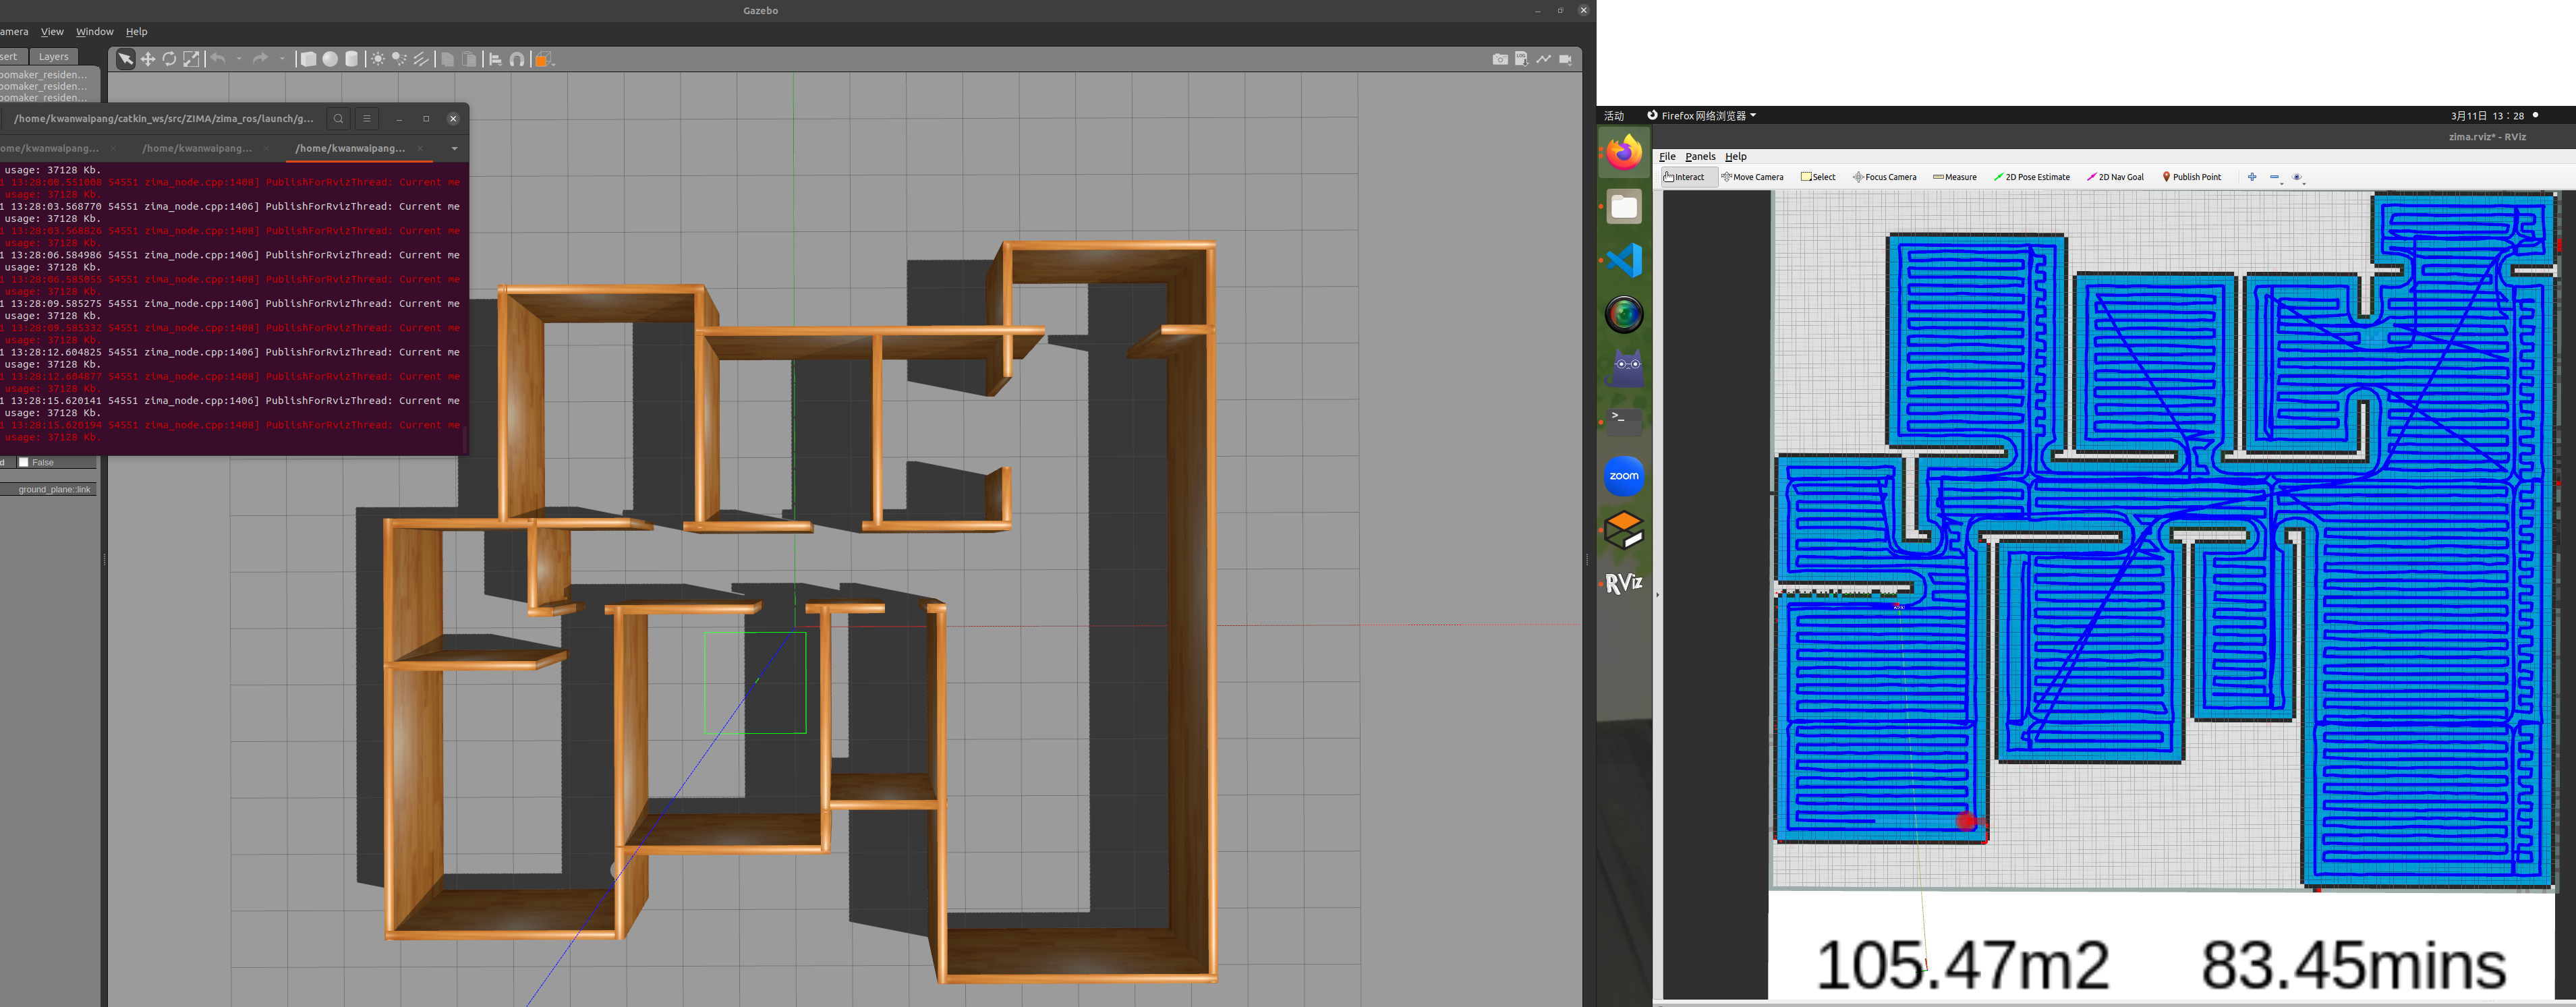 Gazebo
amera View Window Help
sert Layers
oomaker_residen...
oomaker_residen...
oomaker_residen...
/home/kwanwaipang/catkin_ws/src/ZIMA/zima_ros/launch/g...
ome/kwanwaipang... /home/kwanwaipang... /home/kwanwaipang...
usage: 37128 Kb.
1 13:28:00.551008 54551 zima_node.cpp:1408] PublishForRvizThread: Current me
usage: 37128 Kb.
1 13:28:03.568770 54551 zima_node.cpp:1406] PublishForRvizThread: Current me
usage: 37128 Kb.
1 13:28:03.568826 54551 zima_node.cpp:1408] PublishForRvizThread: Current me
usage: 37128 Kb.
1 13:28:06.584986 54551 zima_node.cpp:1406] PublishForRvizThread: Current me
usage: 37128 Kb.
1 13:28:06.585055 54551 zima_node.cpp:1408] PublishForRvizThread: Current me
usage: 37128 Kb.
1 13:28:09.585275 54551 zima_node.cpp:1406] PublishForRvizThread: Current me
usage: 37128 Kb.
1 13:28:09.585332 54551 zima_node.cpp:1408] PublishForRvizThread: Current me
usage: 37128 Kb.
1 13:28:12.604825 54551 zima_node.cpp:1406] PublishForRvizThread: Current me
usage: 37128 Kb.
1 13:28:12.604877 54551 zima_node.cpp:1408] PublishForRvizThread: Current me
usage: 37128 Kb.
1 13:28:15.620141 54551 zima_node.cpp:1406] PublishForRvizThread: Current me
usage: 37128 Kb.
1 13:28:15.620194 54551 zima_node.cpp:1408] PublishForRvizThread: Current me
usage: 37128 Kb.
d False
ground_plane::link
活动 Firefox 网络浏览器 3月11日 13：28
zima.rviz* - RViz
File Panels Help
Interact Move Camera Select Focus Camera Measure 2D Pose Estimate 2D Nav Goal Publish Point
zoom
RViz
105.47m2 83.45mins